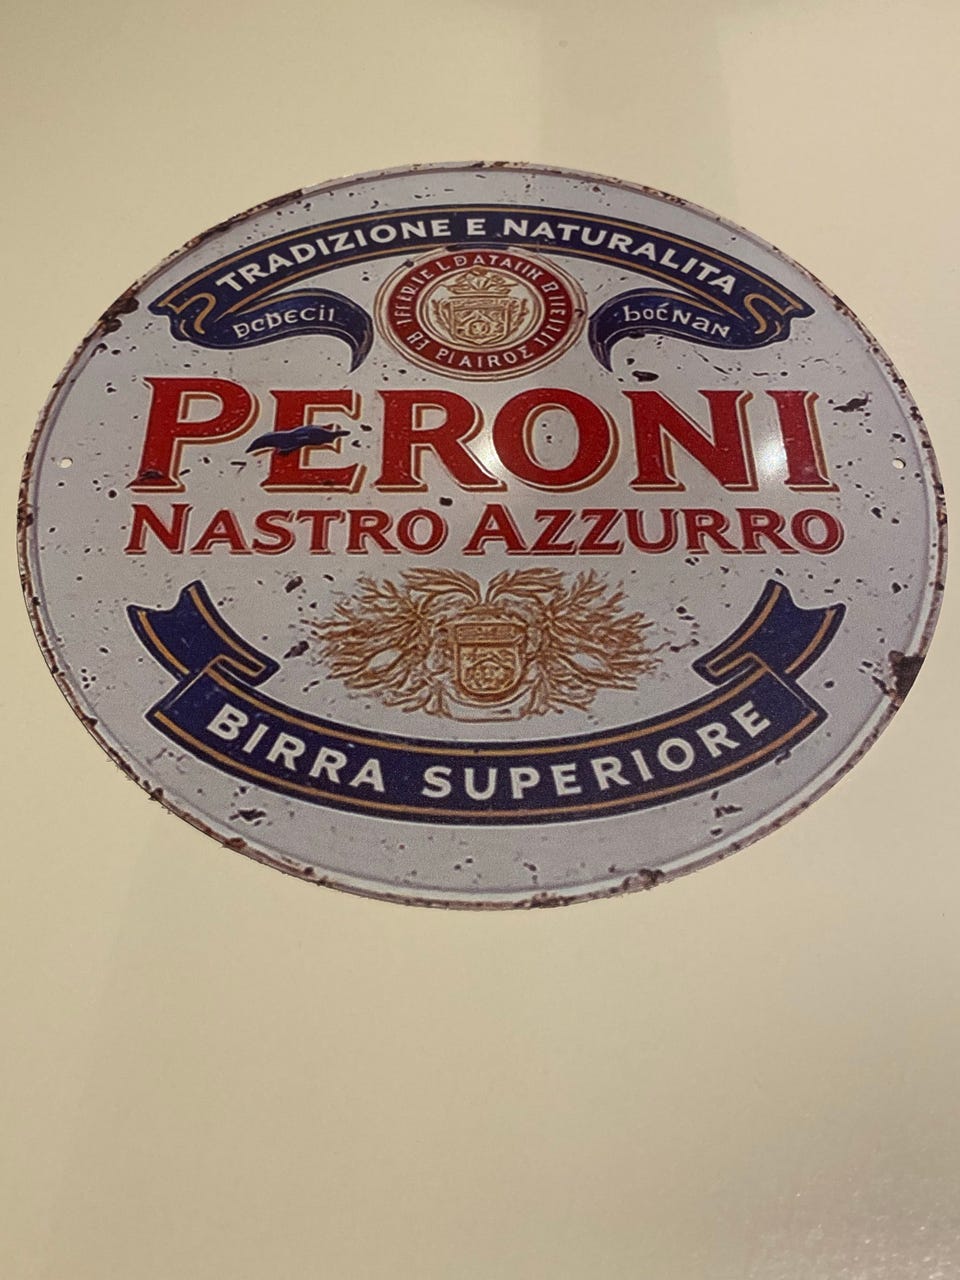 TRADIZIONE E NATURALITA
PERONI
NASTRO AZZURRO
BIRRA SUPERIORE